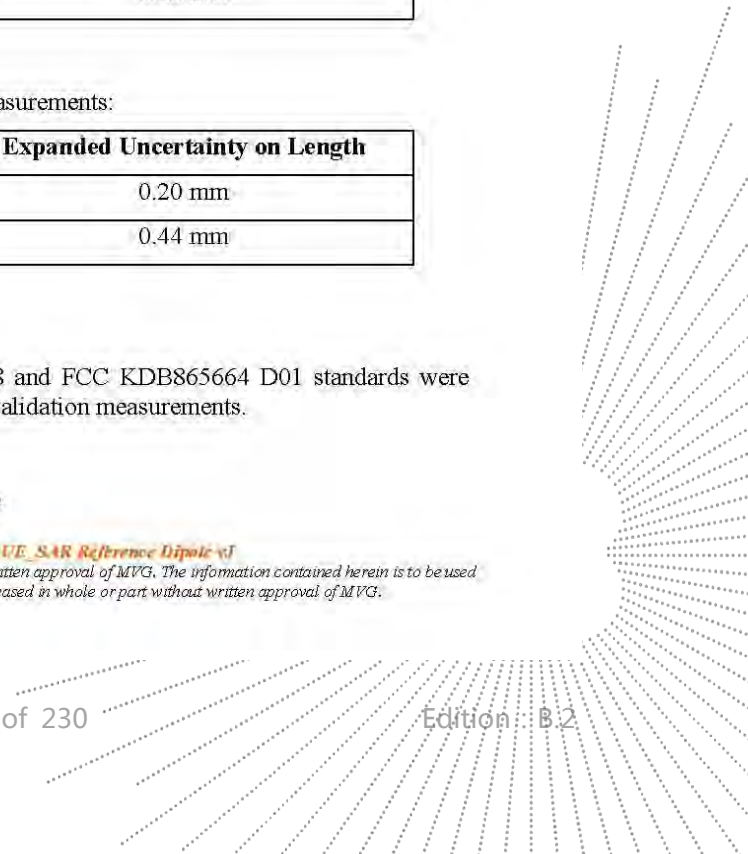 asurements:
Expanded Uncertainty on Length
0.20 mm
0.44 mm
and FCC KDB865664 D01 standards were
alidation measurements.
UE_SAR Reference Dipole vJ
itten approval of MVG. The information contained herein is to be used
eased in whole or part without written approval of MVG.
of 230
Edition: B.2